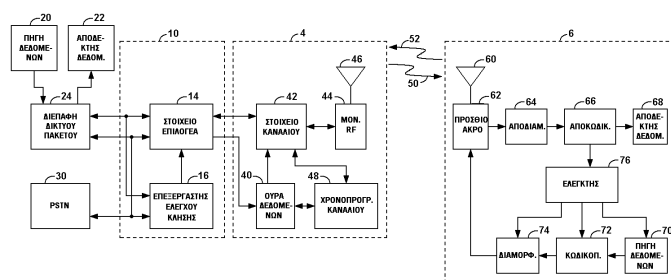 20
22
10
4
6
ΠΗΓΗ
ΔΕΔΟΜΕ-
ΝΩΝ
ΑΠΟΔΕ-
ΚΤΗΣ
ΔΕΔΟΜ.
52
50
46
60
24
14
42
44
62
64
66
68
ΔΙΕΠΑΦΗ
ΔΙΚΤΥΟΥ
ΠΑΚΕΤΟΥ
ΣΤΟΙΧΕΙΟ
ΕΠΙΛΟΓΕΑ
ΣΤΟΙΧΕΙΟ
ΚΑΝΑΛΙΟΥ
ΜΟΝ.
RF
ΠΡΟΣΘΙΟ
ΑΚΡΟ
ΑΠΟΔΙΑΜ.
ΑΠΟΚΩΔΙΚ.
ΑΠΟΔΕ-
ΚΤΗΣ
ΔΕΔΟΜ.
76
ΕΛΕΓΚΤΗΣ
30
16
40
48
PSTN
ΕΠΕΞΕΡΓΑΣΤΗΣ
ΕΛΕΓΧΟΥ
ΚΛΗΣΗΣ
ΟΥΡΑ
ΔΕΔΟΜΕ-
ΝΩΝ
ΧΡΟΝΟΠΡΟΓΡ.
ΚΑΝΑΛΙΟΥ
74
72
70
ΔΙΑΜΟΡΦ.
ΚΩΔΙΚΟΠ.
ΠΗΓΗ
ΔΕΔΟΜΕ-
ΝΩΝ